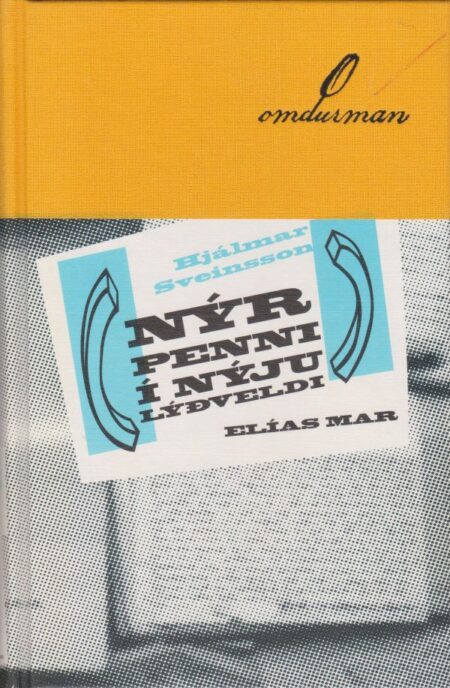 omdurman
Hjálmar
Sveinsson
NÝR
PENNI
Í NÝJU
LÝÐVELDI
ELÍAS MAR